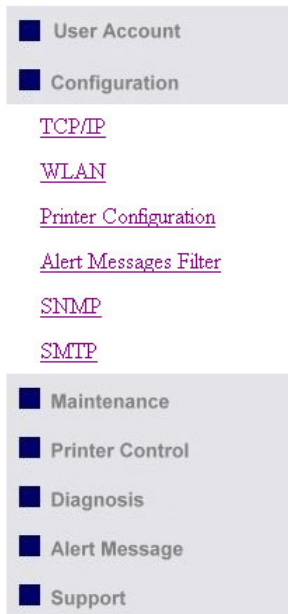 User Account
Configuration
TCP/IP
WLAN
Printer Configuration
Alert Messages Filter
SNMP
SMTP
Maintenance
Printer Control
Diagnosis
Alert Message
Support